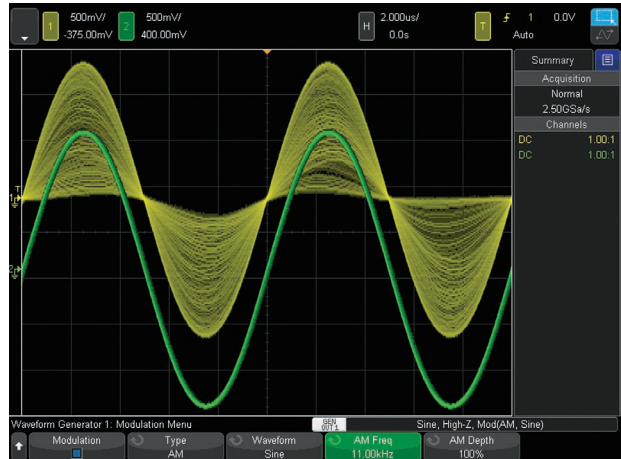 1 500mV/ -375.00mV 2 500mV/ 400.00mV H 2.000us/ 0.0s T 1 0.0V Auto
Summary
Acquisition
Normal
2.50GSa/s
Channels
DC 1.00:1
DC 1.00:1
T
1
2
Waveform Generator 1: Modulation Menu GEN OUT 1 Sine, High-Z, Mod(AM, Sine)
Modulation Type AM Waveform Sine AM Freq 11.00kHz AM Depth 100%